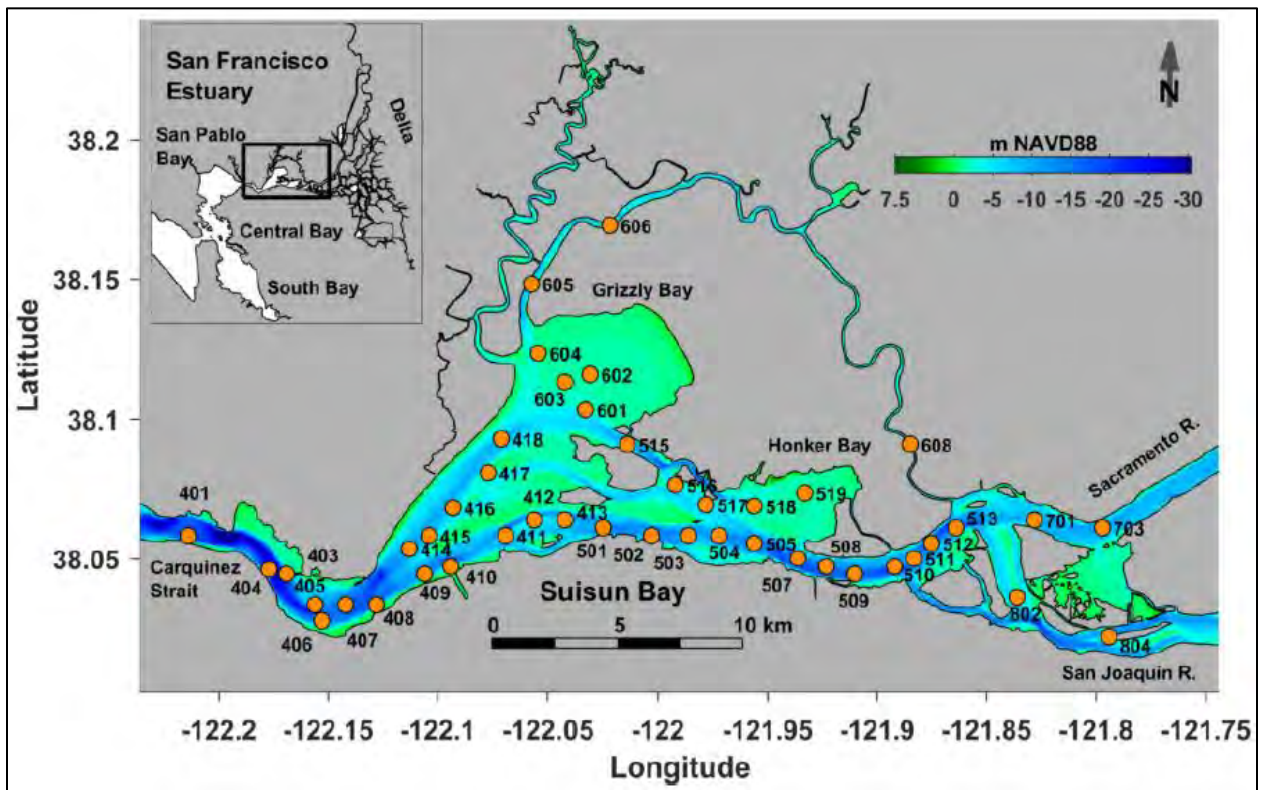 San Francisco
Estuary
Delta
San Pablo
Bay
Central Bay
South Bay
N
m NAVD88
7.5 0 -5 -10 -15 -20 -25 -30
38.2
38.15
38.1
38.05
Latitude
606
605
Grizzly Bay
604
602
603
601
418
515
Honker Bay
608
Sacramento R.
417
516
412
413
416
517
518
519
513
701
703
401
415
414
411
501
502
503
504
505
508
512
511
403
Carquinez
Strait
404
405
410
409
507
509
510
Suisun Bay
406
407
408
802
804
0 5 10 km
San Joaquin R.
-122.2 -122.15 -122.1 -122.05 -122 -121.95 -121.9 -121.85 -121.8 -121.75
Longitude